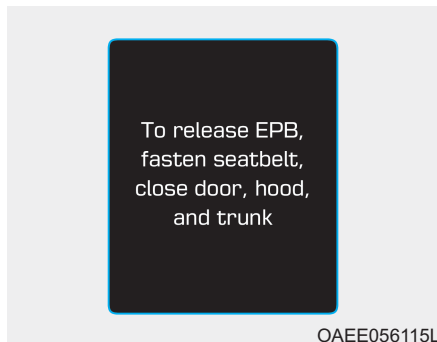 To release EPB,
fasten seatbelt,
close door, hood,
and trunk
OAEE056115L